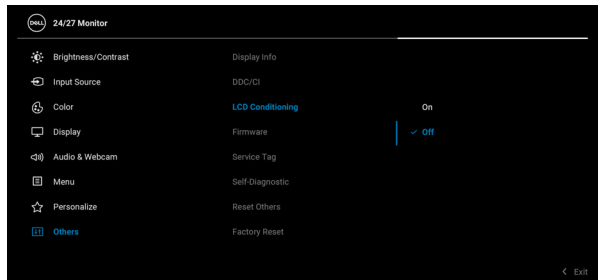 DELL 24/27 Monitor
Brightness/Contrast Display Info
Input Source DDC/CI
Color LCD Conditioning On
Display Firmware Off
Audio & Webcam Service Tag
Menu Self-Diagnostic
Personalize Reset Others
Others Factory Reset
Exit